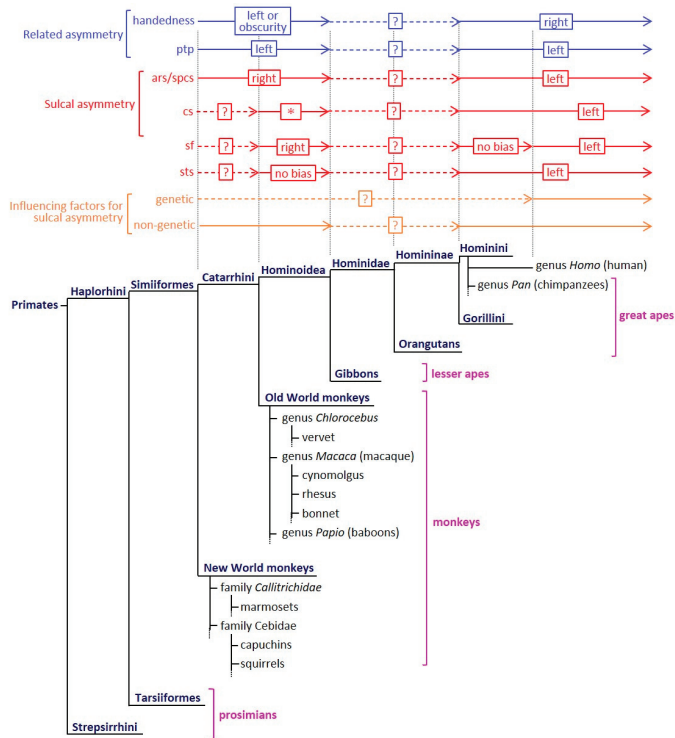 handedness
left or
obscurity
?
right
Related asymmetry
ptp
left
?
left
ars/spcs
right
?
left
Sulcal asymmetry
cs
?
*
?
left
sf
?
right
?
no bias
left
sts
?
no bias
?
left
genetic
?
Influencing factors for
sulcal asymmetry
non-genetic
?
Hominini
Hominidae
Homininae
Catarrhini
Hominoidea
genus Homo (human)
Simiiformes
genus Pan (chimpanzees)
Haplorhini
Primates
great apes
Gorillini
Orangutans
Gibbons
lesser apes
Old World monkeys
genus Chlorocebus
vervet
genus Macaca (macaque)
cynomolgus
rhesus
bonnet
monkeys
genus Papio (baboons)
New World monkeys
family Callitrichidae
marmosets
family Cebidae
capuchins
squirrels
Tarsiiformes
prosimians
Strepsirrhini